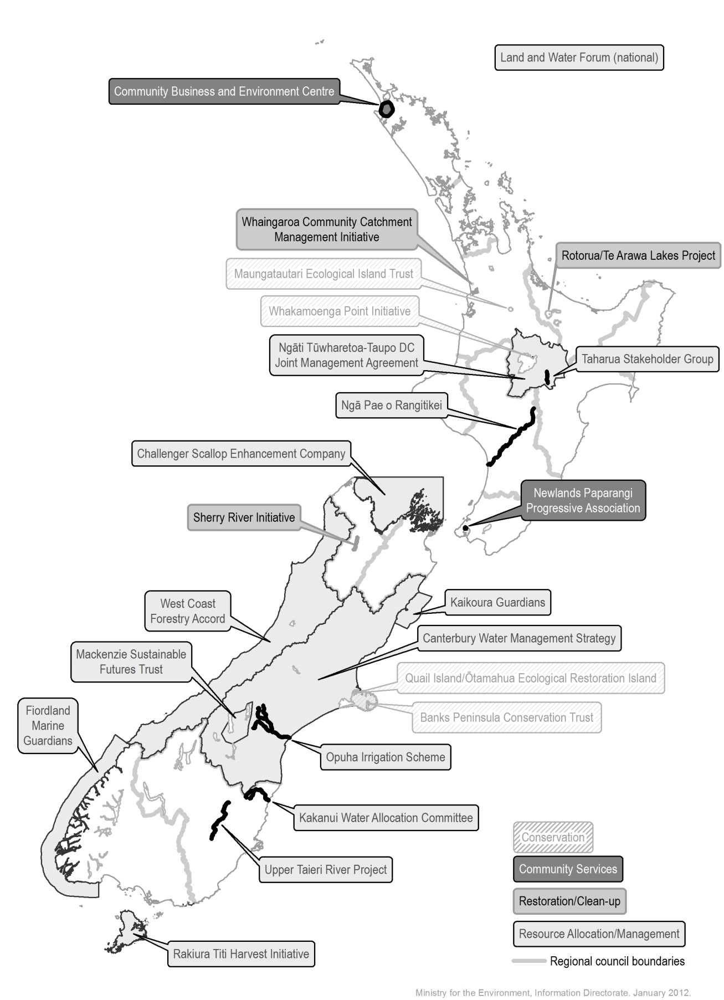 Land and Water Forum (national)
Community Business and Environment Centre
Whaingaroa Community Catchment
Management Initiative
Rotorua/Te Arawa Lakes Project
Maungatautari Ecological Island Trust
Whakamoenga Point Initiative
Ngāti Tūwharetoa-Taupo DC
Joint Management Agreement
Taharua Stakeholder Group
Ngā Pae o Rangitikei
Challenger Scallop Enhancement Company
Newlands Paparangi
Progressive Association
Sherry River Initiative
West Coast
Forestry Accord
Kaikoura Guardians
Canterbury Water Management Strategy
Mackenzie Sustainable
Futures Trust
Quail Island/Ōtamahua Ecological Restoration Island
Fiordland
Marine
Guardians
Banks Peninsula Conservation Trust
Opuha Irrigation Scheme
Kakanui Water Allocation Committee
Upper Taieri River Project
Rakiura Titi Harvest Initiative
Conservation
Community Services
Restoration/Clean-up
Resource Allocation/Management
Regional council boundaries
Ministry for the Environment, Information Directorate. January 2012.